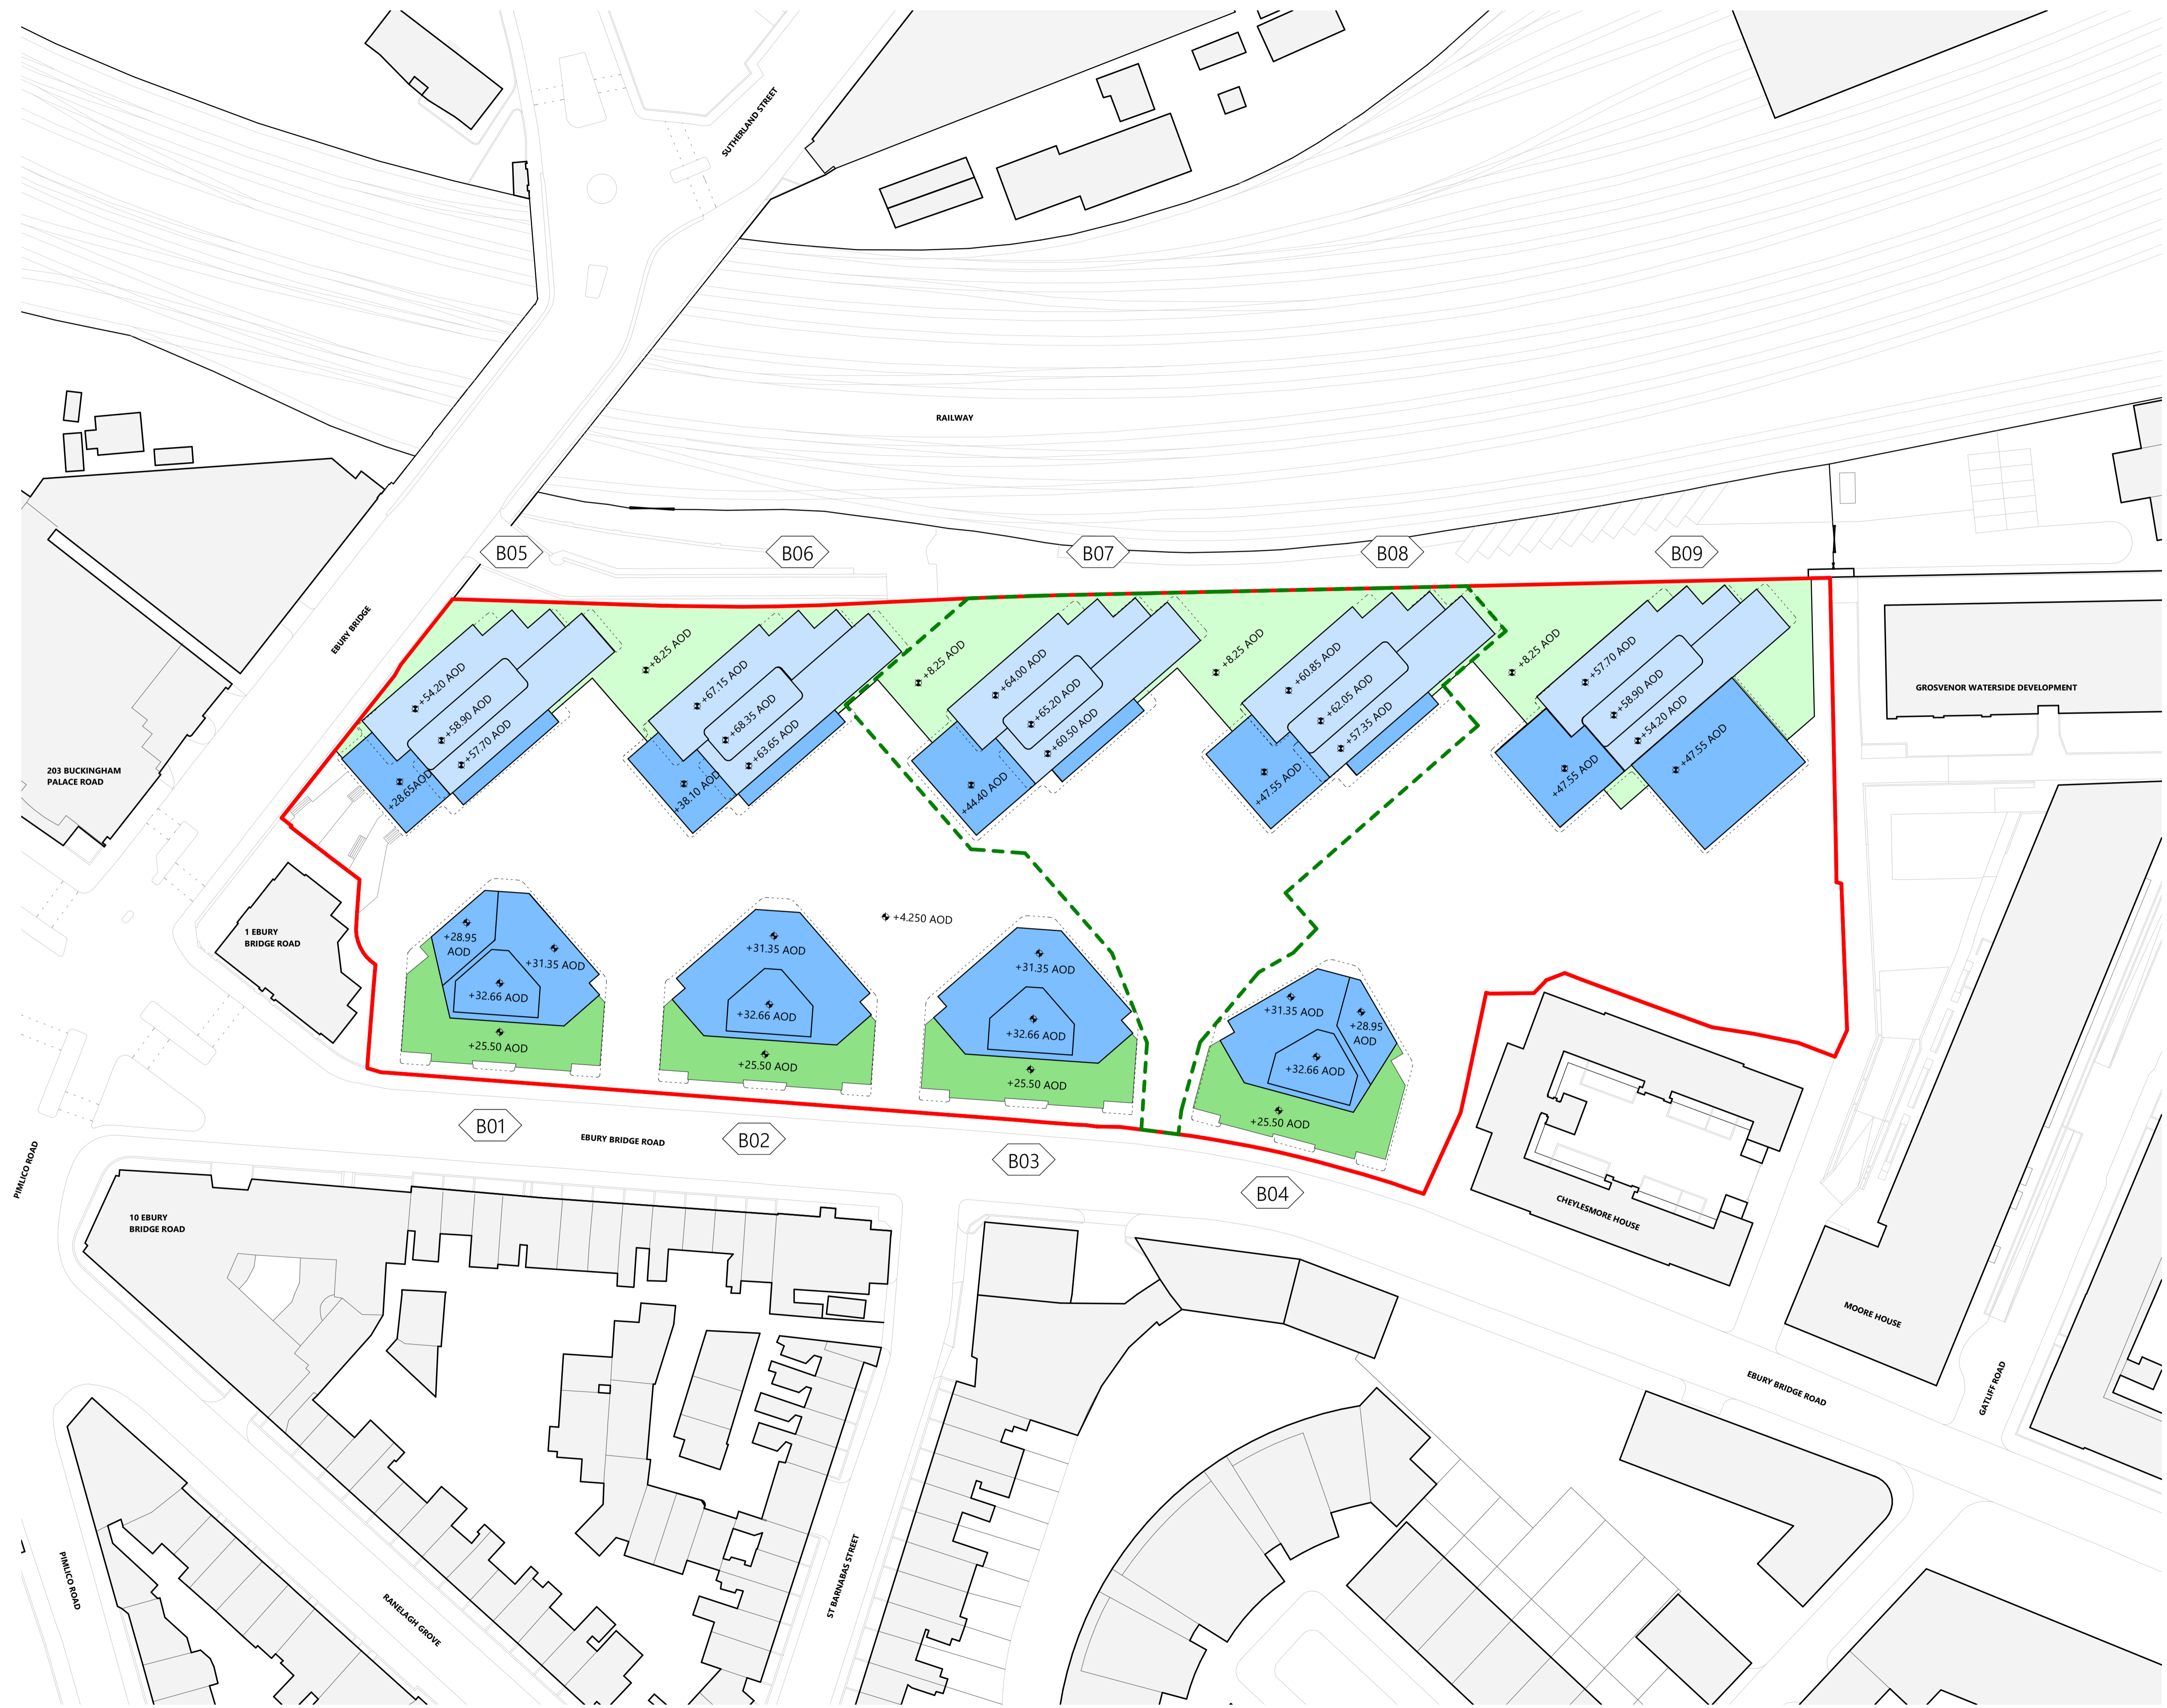 SUTHERLAND STREET
RAILWAY
B05
B06
B07
B08
B09
EBURY BRIDGE
203 BUCKINGHAM
PALACE ROAD
GROSVENOR WATERSIDE DEVELOPMENT
+54.20 AOD
+58.90 AOD
+57.70 AOD
+28.65AOD
+8.25 AOD
+67.15 AOD
+68.35 AOD
+63.65 AOD
+38.10 AOD
+8.25 AOD
+64.00 AOD
+65.20 AOD
+60.50 AOD
+44.40 AOD
+8.25 AOD
+60.85 AOD
+62.05 AOD
+57.35 AOD
+47.55 AOD
+8.25 AOD
+57.70 AOD
+58.90 AOD
+54.20 AOD
+47.55 AOD
+47.55 AOD
1 EBURY
BRIDGE ROAD
+4.250 AOD
+28.95
AOD
+31.35 AOD
+32.66 AOD
+25.50 AOD
+31.35 AOD
+32.66 AOD
+25.50 AOD
+31.35 AOD
+32.66 AOD
+25.50 AOD
+31.35 AOD
+28.95
AOD
+32.66 AOD
+25.50 AOD
B01
B02
B03
B04
EBURY BRIDGE ROAD
PIMLICO ROAD
10 EBURY
BRIDGE ROAD
CHEYLESMORE HOUSE
MOORE HOUSE
EBURY BRIDGE ROAD
GATLIFF ROAD
PIMLICO ROAD
RANELAGH GROVE
ST BARNABAS STREET